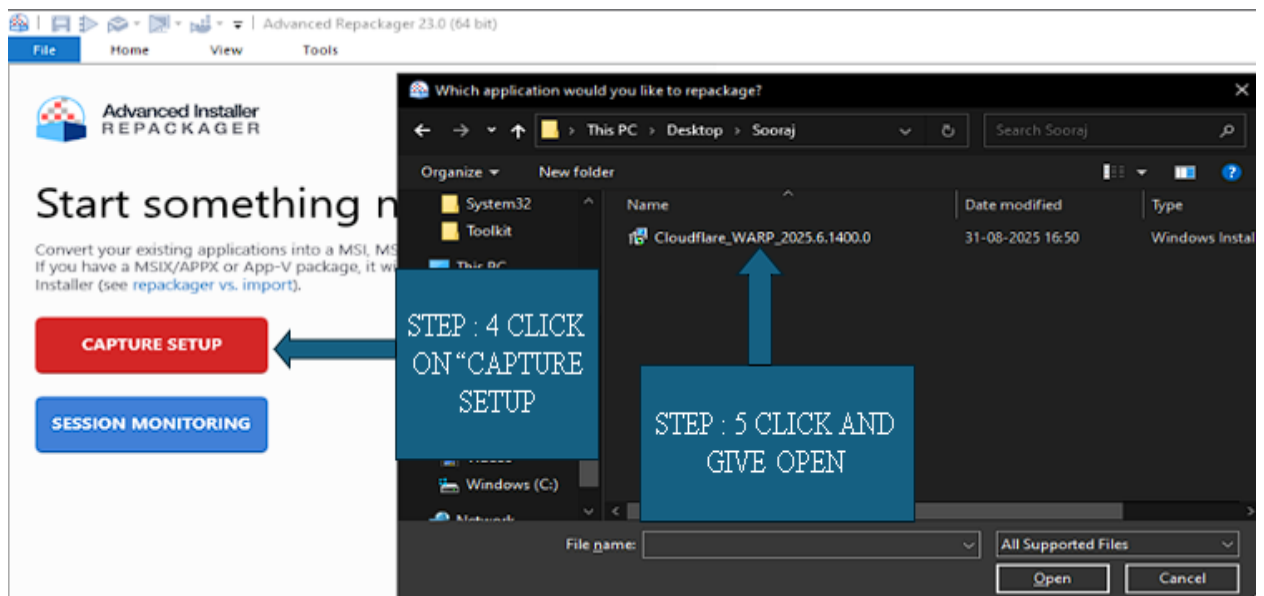 Advanced Repackager 23.0 (64 bit)
File Home View Tools
Advanced Installer
REPACKAGER
Start something n
Convert your existing applications into a MSI, MS
If you have a MSIX/APPX or App-V package, it wi
Installer (see repackager vs. import).
CAPTURE SETUP
SESSION MONITORING
Which application would you like to repackage?
This PC > Desktop > Sooraj
Search Sooraj
Organize New folder
System32
Toolkit
This PC
Name Date modified Type
Cloudflare_WARP_2025.6.1400.0 31-08-2025 16:50 Windows Instal
STEP : 4 CLICK
ON “CAPTURE
SETUP
STEP : 5 CLICK AND
GIVE OPEN
Videos
Windows (C:)
Network
File name:
All Supported Files
Open Cancel